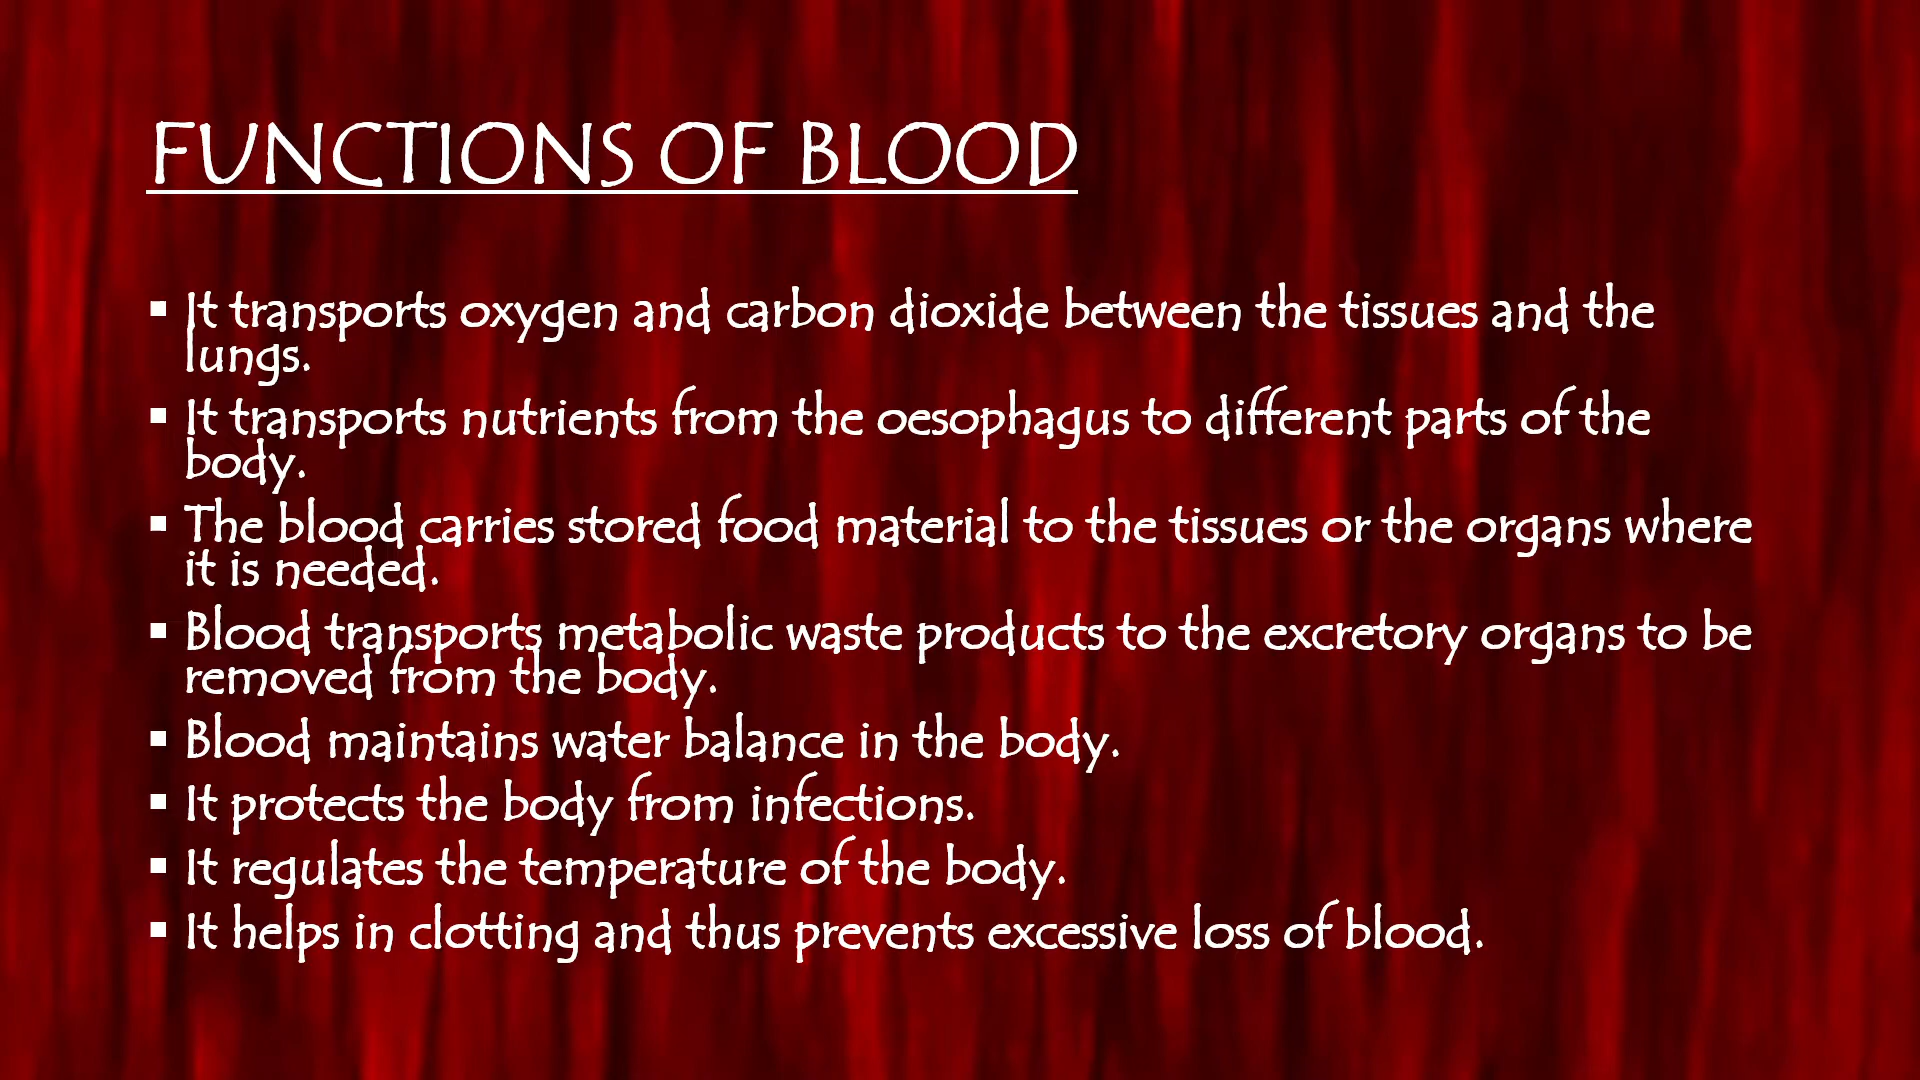 FUNCTIONS OF BLOOD
▪ It transports oxygen and carbon dioxide between the tissues and the
lungs.
▪ It transports nutrients from the oesophagus to different parts of the
body.
▪ The blood carries stored food material to the tissues or the organs where
it is needed.
▪ Blood transports metabolic waste products to the excretory organs to be
removed from the body.
▪ Blood maintains water balance in the body.
▪ It protects the body from infections.
▪ It regulates the temperature of the body.
▪ It helps in clotting and thus prevents excessive loss of blood.